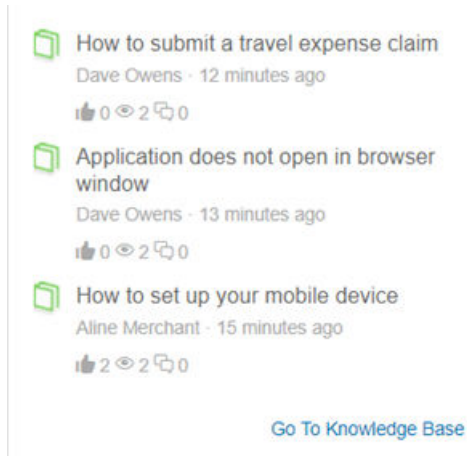 How to submit a travel expense claim
Dave Owens · 12 minutes ago
0 2 0
Application does not open in browser
window
Dave Owens · 13 minutes ago
0 2 0
How to set up your mobile device
Aline Merchant · 15 minutes ago
2 2 0
Go To Knowledge Base